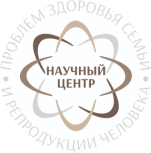 ПРОБЛЕМ ЗДОРОВЬЯ СЕМЬИ
НАУЧНЫЙ
ЦЕНТР
И РЕПРОДУКЦИИ ЧЕЛОВЕКА